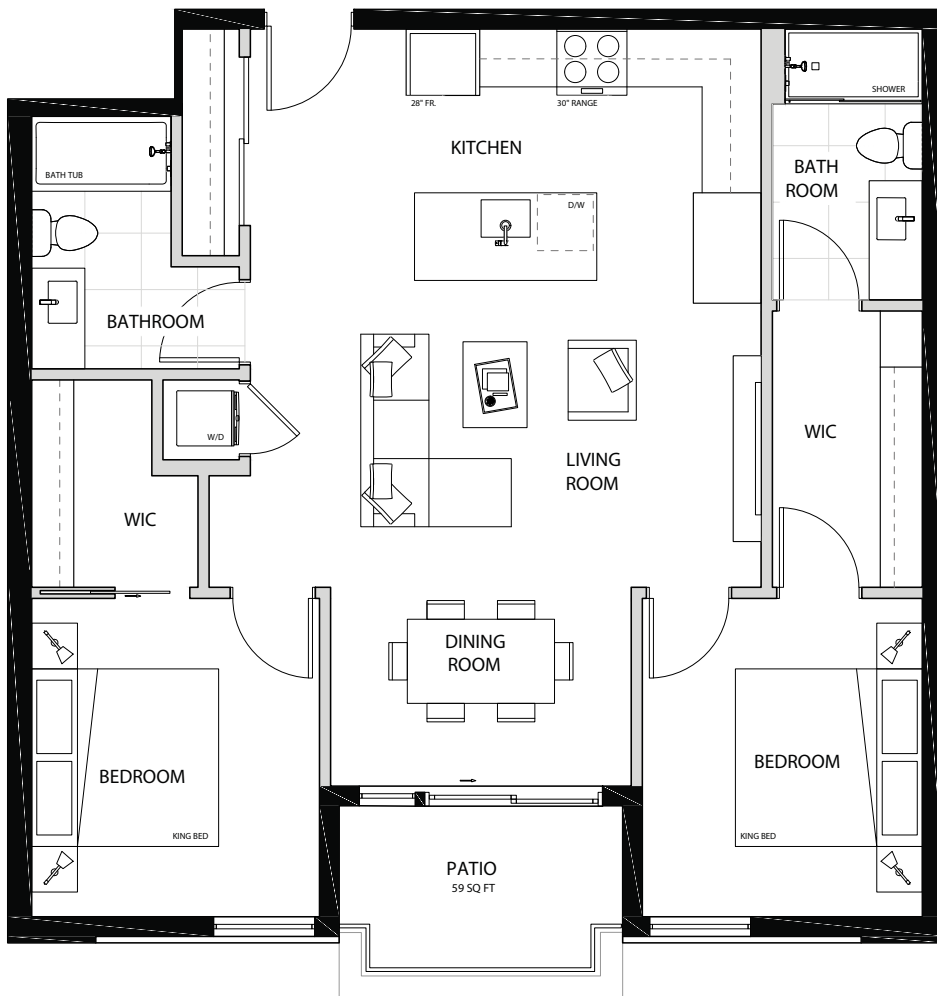 SHOWER
28" FR.
30" RANGE
KITCHEN
BATH
ROOM
BATH TUB
D/W
BATHROOM
W/D
LIVING
ROOM
WIC
WIC
DINING
ROOM
BEDROOM
BEDROOM
KING BED
KING BED
PATIO
59 SQ FT